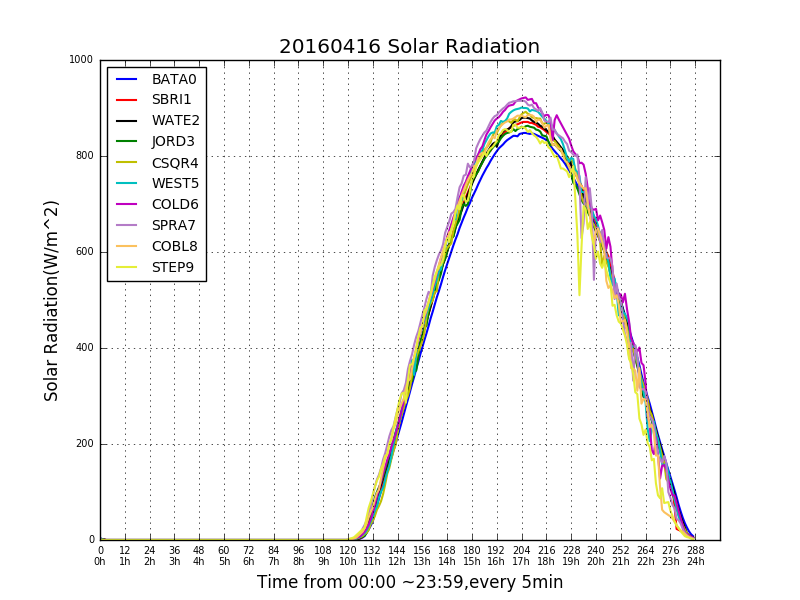 20160416 Solar Radiation
1000
800
600
400
200
0
Solar Radiation(W/m^2)
BATA0
SBRI1
WATE2
JORD3
CSQR4
WEST5
COLD6
SPRA7
COBL8
STEP9
0 12 24 36 48 60 72 84 96 108 120 132 144 156 168 180 192 204 216 228 240 252 264 276 288
0h 1h 2h 3h 4h 5h 6h 7h 8h 9h 10h 11h 12h 13h 14h 15h 16h 17h 18h 19h 20h 21h 22h 23h 24h
Time from 00:00 ~23:59,every 5min